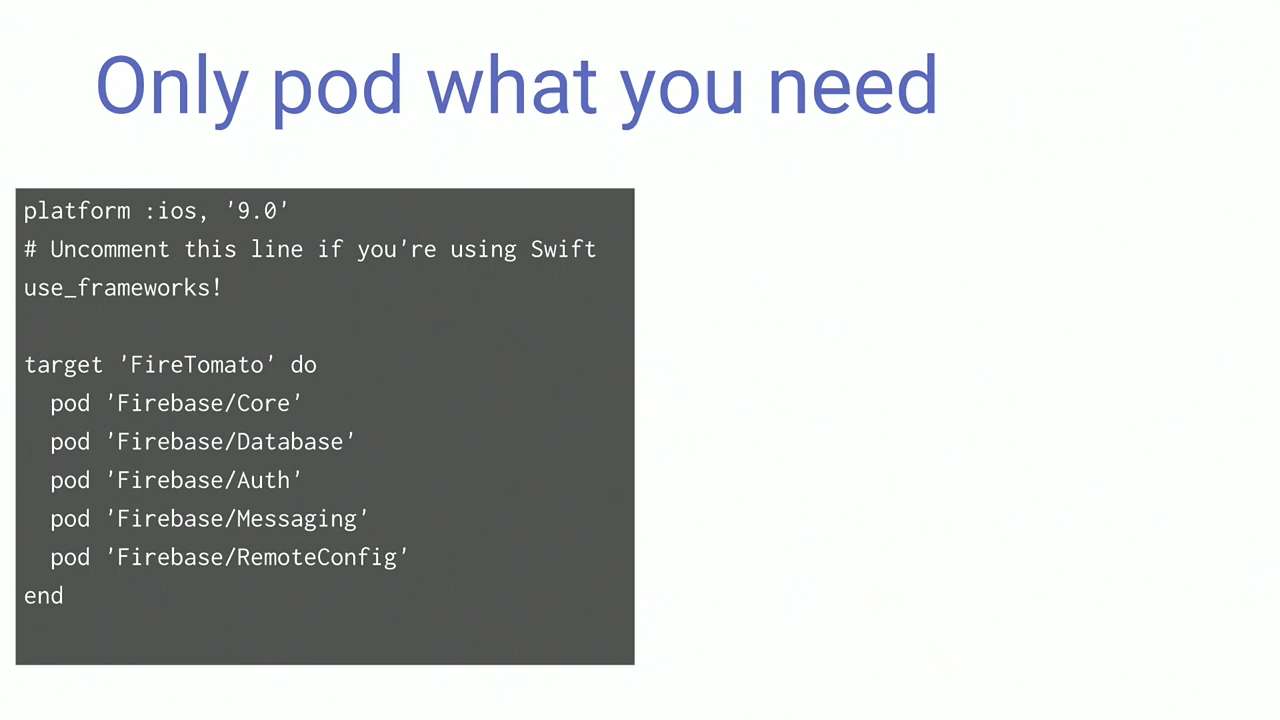 Only pod what you need
platform :ios, '9.0'
# Uncomment this line if you're using Swift
use_frameworks!
target 'FireTomato' do
pod 'Firebase/Core'
pod 'Firebase/Database'
pod 'Firebase/Auth'
pod 'Firebase/Messaging'
pod 'Firebase/RemoteConfig'
end